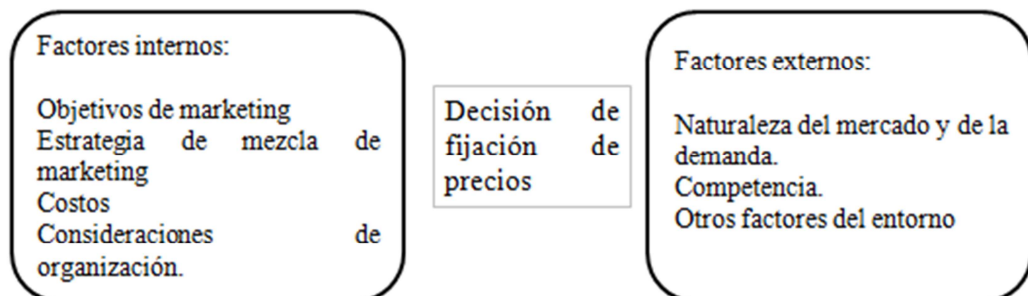 Factores internos:
Objetivos de marketing
Estrategia de mezcla de
marketing
Costos
Consideraciones de
organización.
Decisión de
fijación de
precios
Factores externos:
Naturaleza del mercado y de la
demanda.
Competencia.
Otros factores del entorno